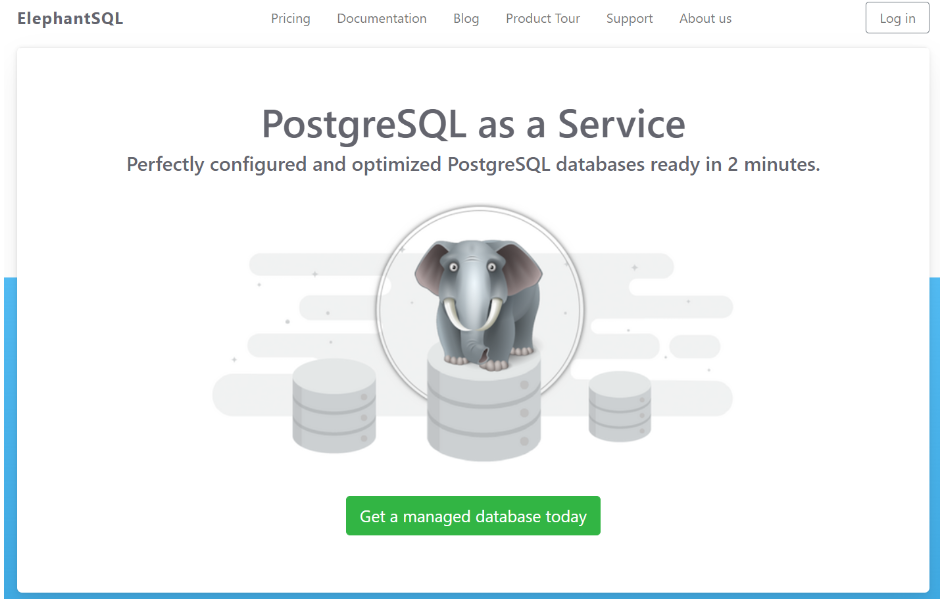 ElephantSQL
Pricing
Documentation
Blog
Product Tour
Support
About us
Log in
PostgreSQL as a Service
Perfectly configured and optimized PostgreSQL databases ready in 2 minutes.
Get a managed database today